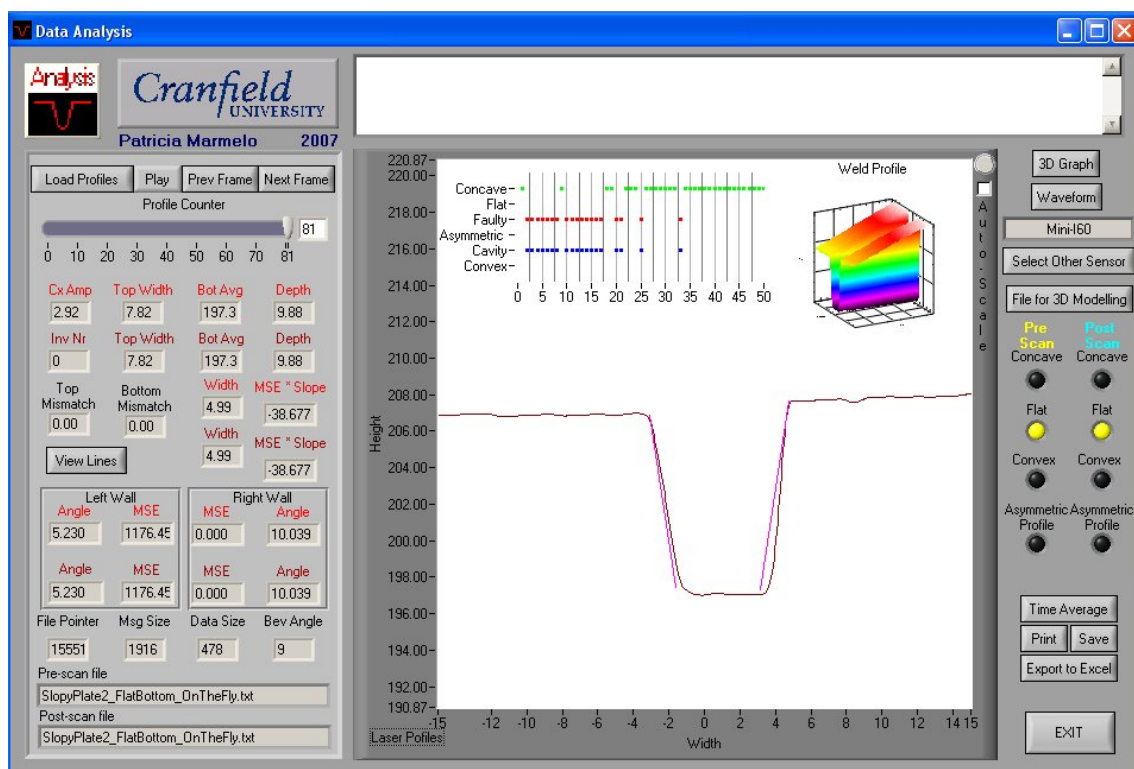 Data Analysis
Analysis
Cranfield
UNIVERSITY
Patricia Marmelo 2007
Load Profiles Play Prev Frame Next Frame
Profile Counter
81
0 10 20 30 40 50 60 70 81
Cx Amp Top Width Bot Avg Depth
2.92 7.82 197.3 9.88
Inv Nr Top Width Bot Avg Depth
0 7.82 197.3 9.88
Top Mismatch Bottom Mismatch Width MSE * Slope
0.00 0.00 4.99 -38.677
Width MSE * Slope
4.99 -38.677
View Lines
Left Wall Right Wall
Angle MSE MSE Angle
5.230 1176.45 0.000 10.039
Angle MSE MSE Angle
5.230 1176.45 0.000 10.039
File Pointer Msg Size Data Size Bev Angle
15551 1916 478 9
Pre-scan file
SlopyPlate2_FlatBottom_OnTheFly.txt
Post-scan file
SlopyPlate2_FlatBottom_OnTheFly.txt
220.87
220.00
218.00
216.00
214.00
212.00
210.00
208.00
206.00
204.00
202.00
200.00
198.00
196.00
194.00
192.00
190.87
Height
Concave
Flat
Faulty
Asymmetric
Cavity
Convex
0 5 10 15 20 25 30 35 40 45 50
Weld Profile
Auto-Scale
-15 -12 -10 -8 -6 -4 -2 0 2 4 6 8 10 12 14 15
Width
Laser Pofiles
3D Graph
Waveform
Mini-I60
Select Other Sensor
File for 3D Modelling
Pre Scan Post Scan
Concave Concave
Flat Flat
Convex Convex
Asymmetric Profile Asymmetric Profile
Time Average
Print Save
Export to Excel
EXIT